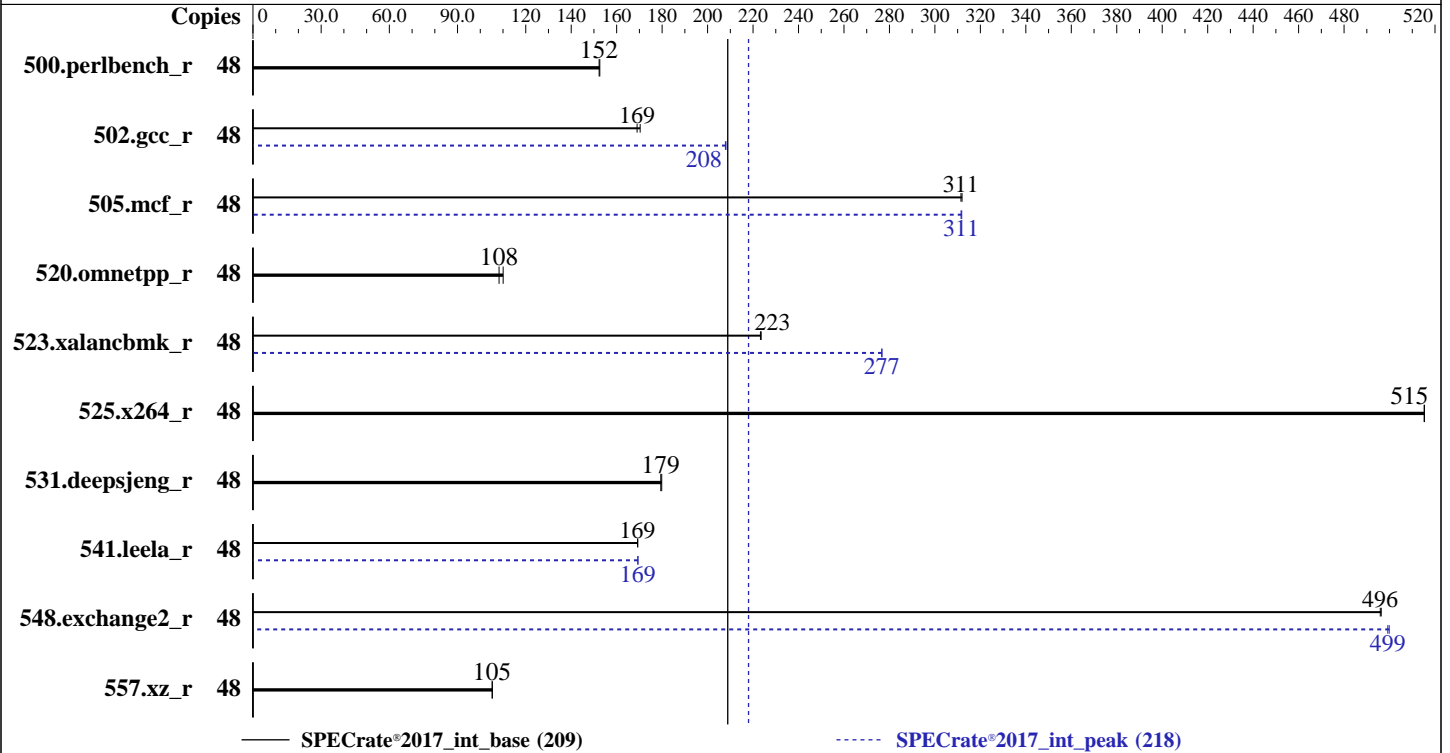 Copies 0 30.0 60.0 90.0 120 140 160 180 200 220 240 260 280 300 320 340 360 380 400 420 440 460 480 520
500.perlbench_r 48 152
502.gcc_r 48 169
208
505.mcf_r 48 311
311
520.omnetpp_r 48 108
523.xalancbmk_r 48 223
277
525.x264_r 48 515
531.deepsjeng_r 48 179
541.leela_r 48 169
169
548.exchange2_r 48 496
499
557.xz_r 48 105
SPECrate®2017_int_base (209) SPECrate®2017_int_peak (218)